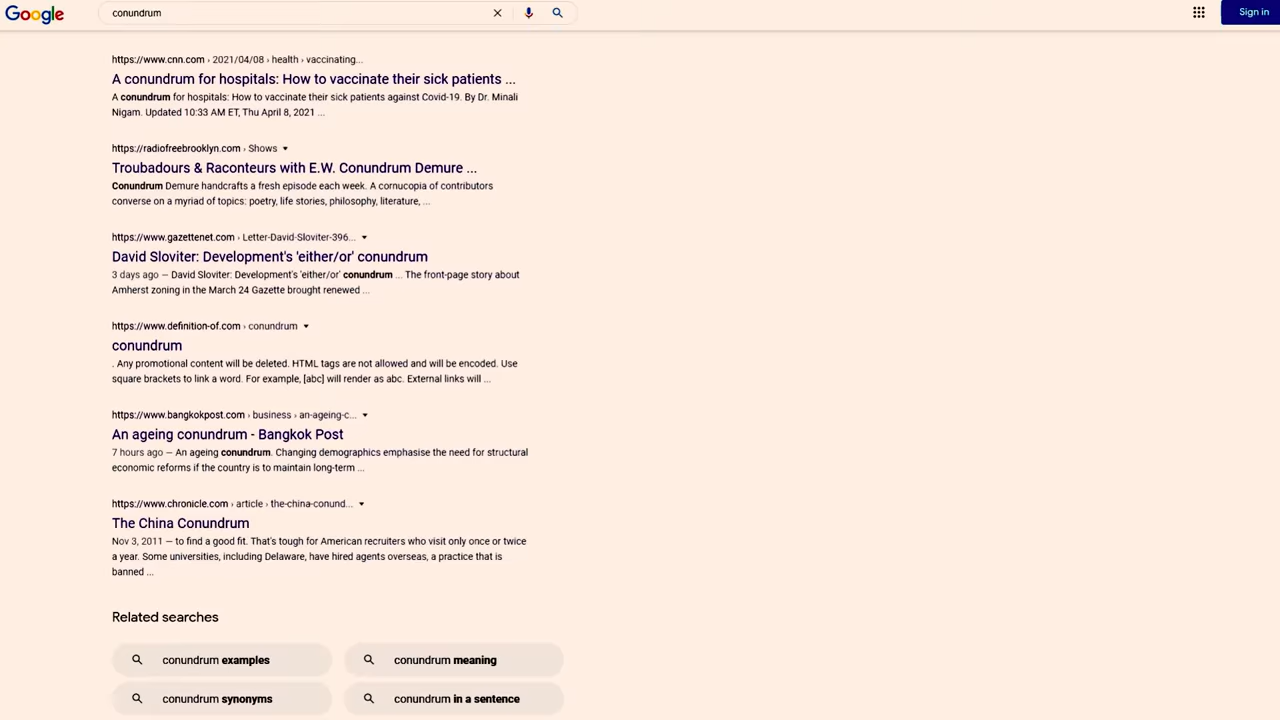 Google
conundrum
Sign in
https://www.cnn.com › 2021/04/08 › health › vaccinating...
A conundrum for hospitals: How to vaccinate their sick patients ...
A conundrum for hospitals: How to vaccinate their sick patients against Covid-19. By Dr. Minali
Nigam. Updated 10:33 AM ET, Thu April 8, 2021 ...
https://radiofreebrooklyn.com › Shows
Troubadours & Raconteurs with E.W. Conundrum Demure ...
Conundrum Demure handcrafts a fresh episode each week. A cornucopia of contributors
converse on a myriad of topics: poetry, life stories, philosophy, literature, ...
https://www.gazettenet.com › Letter-David-Sloviter-396...
David Sloviter: Development's 'either/or' conundrum
3 days ago — David Sloviter: Development's 'either/or' conundrum ... The front-page story about
Amherst zoning in the March 24 Gazette brought renewed ...
https://www.definition-of.com › conundrum
conundrum
. Any promotional content will be deleted. HTML tags are not allowed and will be encoded. Use
square brackets to link a word. For example, [abc] will render as abc. External links will ...
https://www.bangkokpost.com › business › an-ageing-c...
An ageing conundrum - Bangkok Post
7 hours ago — An ageing conundrum. Changing demographics emphasise the need for structural
economic reforms if the country is to maintain long-term ...
https://www.chronicle.com › article › the-china-conund...
The China Conundrum
Nov 3, 2011 — to find a good fit. That's tough for American recruiters who visit only once or twice
a year. Some universities, including Delaware, have hired agents overseas, a practice that is
banned ...
Related searches
conundrum examples
conundrum meaning
conundrum synonyms
conundrum in a sentence